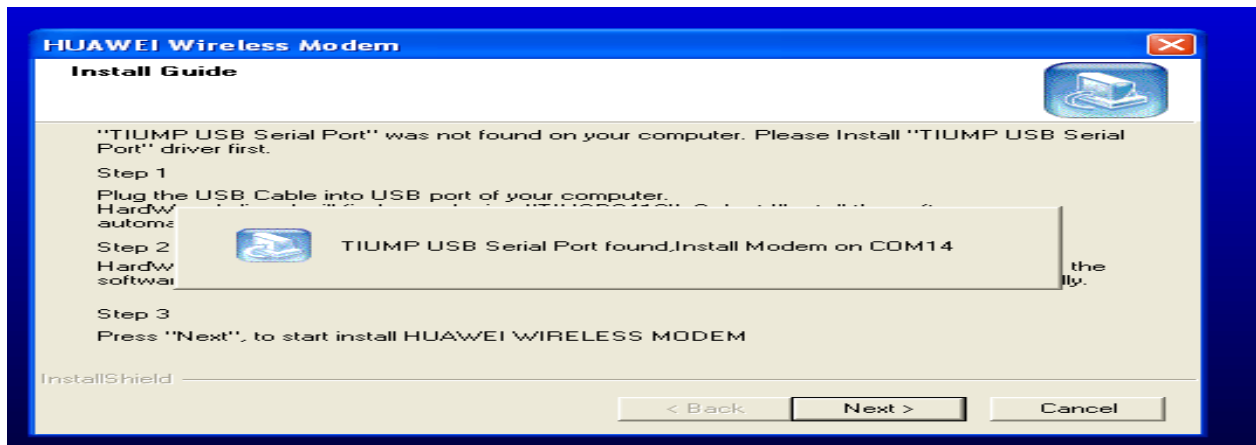 HUAWEI Wireless Modem
Install Guide
"TIUMP USB Serial Port" was not found on your computer. Please Install "TIUMP USB Serial
Port" driver first.
Step 1
Plug the USB Cable into USB port of your computer.
TIUMP USB Serial Port found,Install Modem on COM14
Step 2
the
Step 3
Press "Next", to start install HUAWEI WIRELESS MODEM
InstallShield
< Back Next > Cancel